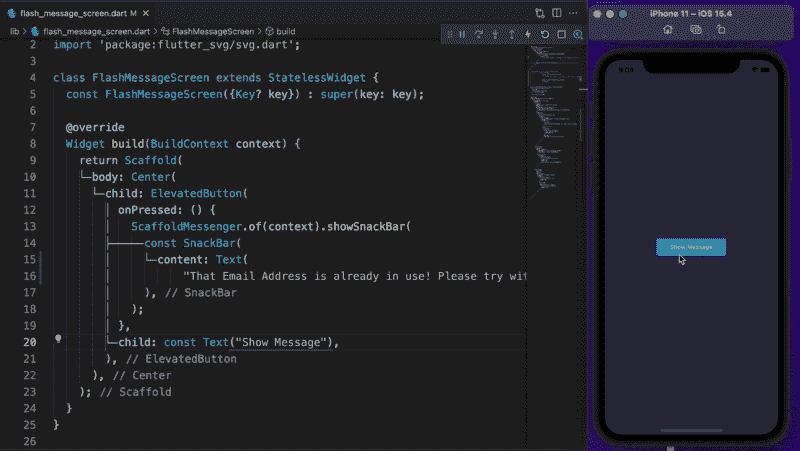 flash_message_screen.dart M
iPhone 11 – iOS 15.4
lib > flash_message_screen.dart > FlashMessageScreen > build
2 import 'package:flutter_svg/svg.dart';
3
4 class FlashMessageScreen extends StatelessWidget {
5 const FlashMessageScreen({Key? key}) : super(key: key);
6
7 @override
8 Widget build(BuildContext context) {
9 return Scaffold(
10 body: Center(
11 child: ElevatedButton(
12 onPressed: () {
13 ScaffoldMessenger.of(context).showSnackBar(
14 const SnackBar(
15 content: Text(
16 "That Email Address is already in use! Please try wit
17 ), // SnackBar
18 );
19 },
20 child: const Text("Show Message"),
21 ), // ElevatedButton
22 ), // Center
23 ); // Scaffold
24 }
25 }
26
Show Message